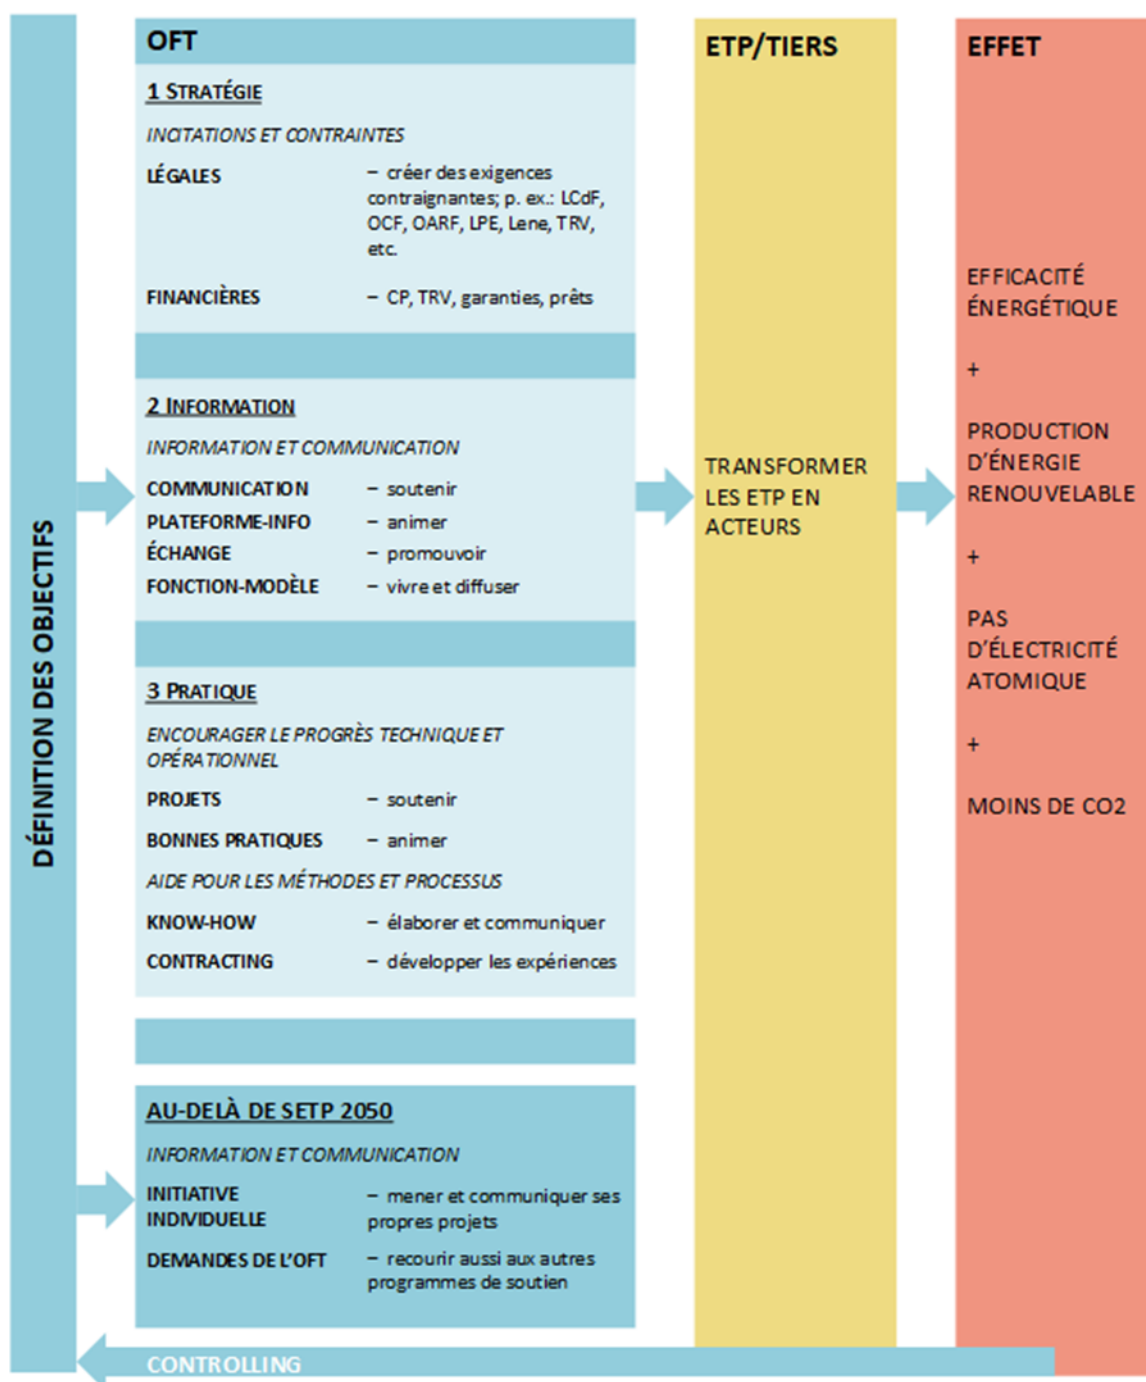 DÉFINITION DES OBJECTIFS
OFT
1 STRATÉGIE
INCITATIONS ET CONTRAINTES
LÉGALES – créer des exigences
contraignantes; p. ex.: LCdF,
OCF, OARF, LPE, Lene, TRV,
etc.
FINANCIÈRES – CP, TRV, garanties, prêts
2 INFORMATION
INFORMATION ET COMMUNICATION
COMMUNICATION – soutenir
PLATEFORME-INFO – animer
ÉCHANGE – promouvoir
FONCTION-MODÈLE – vivre et diffuser
3 PRATIQUE
ENCOURAGER LE PROGRÈS TECHNIQUE ET
OPÉRATIONNEL
PROJETS – soutenir
BONNES PRATIQUES – animer
AIDE POUR LES MÉTHODES ET PROCESSUS
KNOW-HOW – élaborer et communiquer
CONTRACTING – développer les expériences
AU-DELÀ DE SETP 2050
INFORMATION ET COMMUNICATION
INITIATIVE – mener et communiquer ses
INDIVIDUELLE propres projets
DEMANDES DE L'OFT – recourir aussi aux autres
programmes de soutien
ETP/TIERS
TRANSFORMER
LES ETP EN
ACTEURS
EFFET
EFFICACITÉ
ÉNERGÉTIQUE
+
PRODUCTION
D'ÉNERGIE
RENOUVELABLE
+
PAS
D'ÉLECTRICITÉ
ATOMIQUE
+
MOINS DE CO2
CONTROLLING